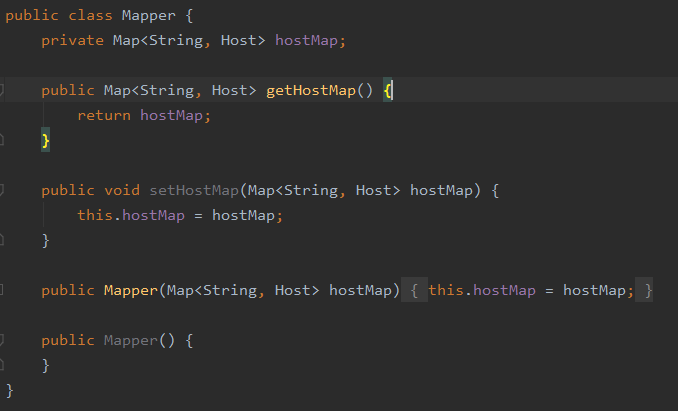 public class Mapper {
    private Map<String, Host> hostMap;

    public Map<String, Host> getHostMap() {
        return hostMap;
    }

    public void setHostMap(Map<String, Host> hostMap) {
        this.hostMap = hostMap;
    }

    public Mapper(Map<String, Host> hostMap) { this.hostMap = hostMap; }

    public Mapper() {
    }
}